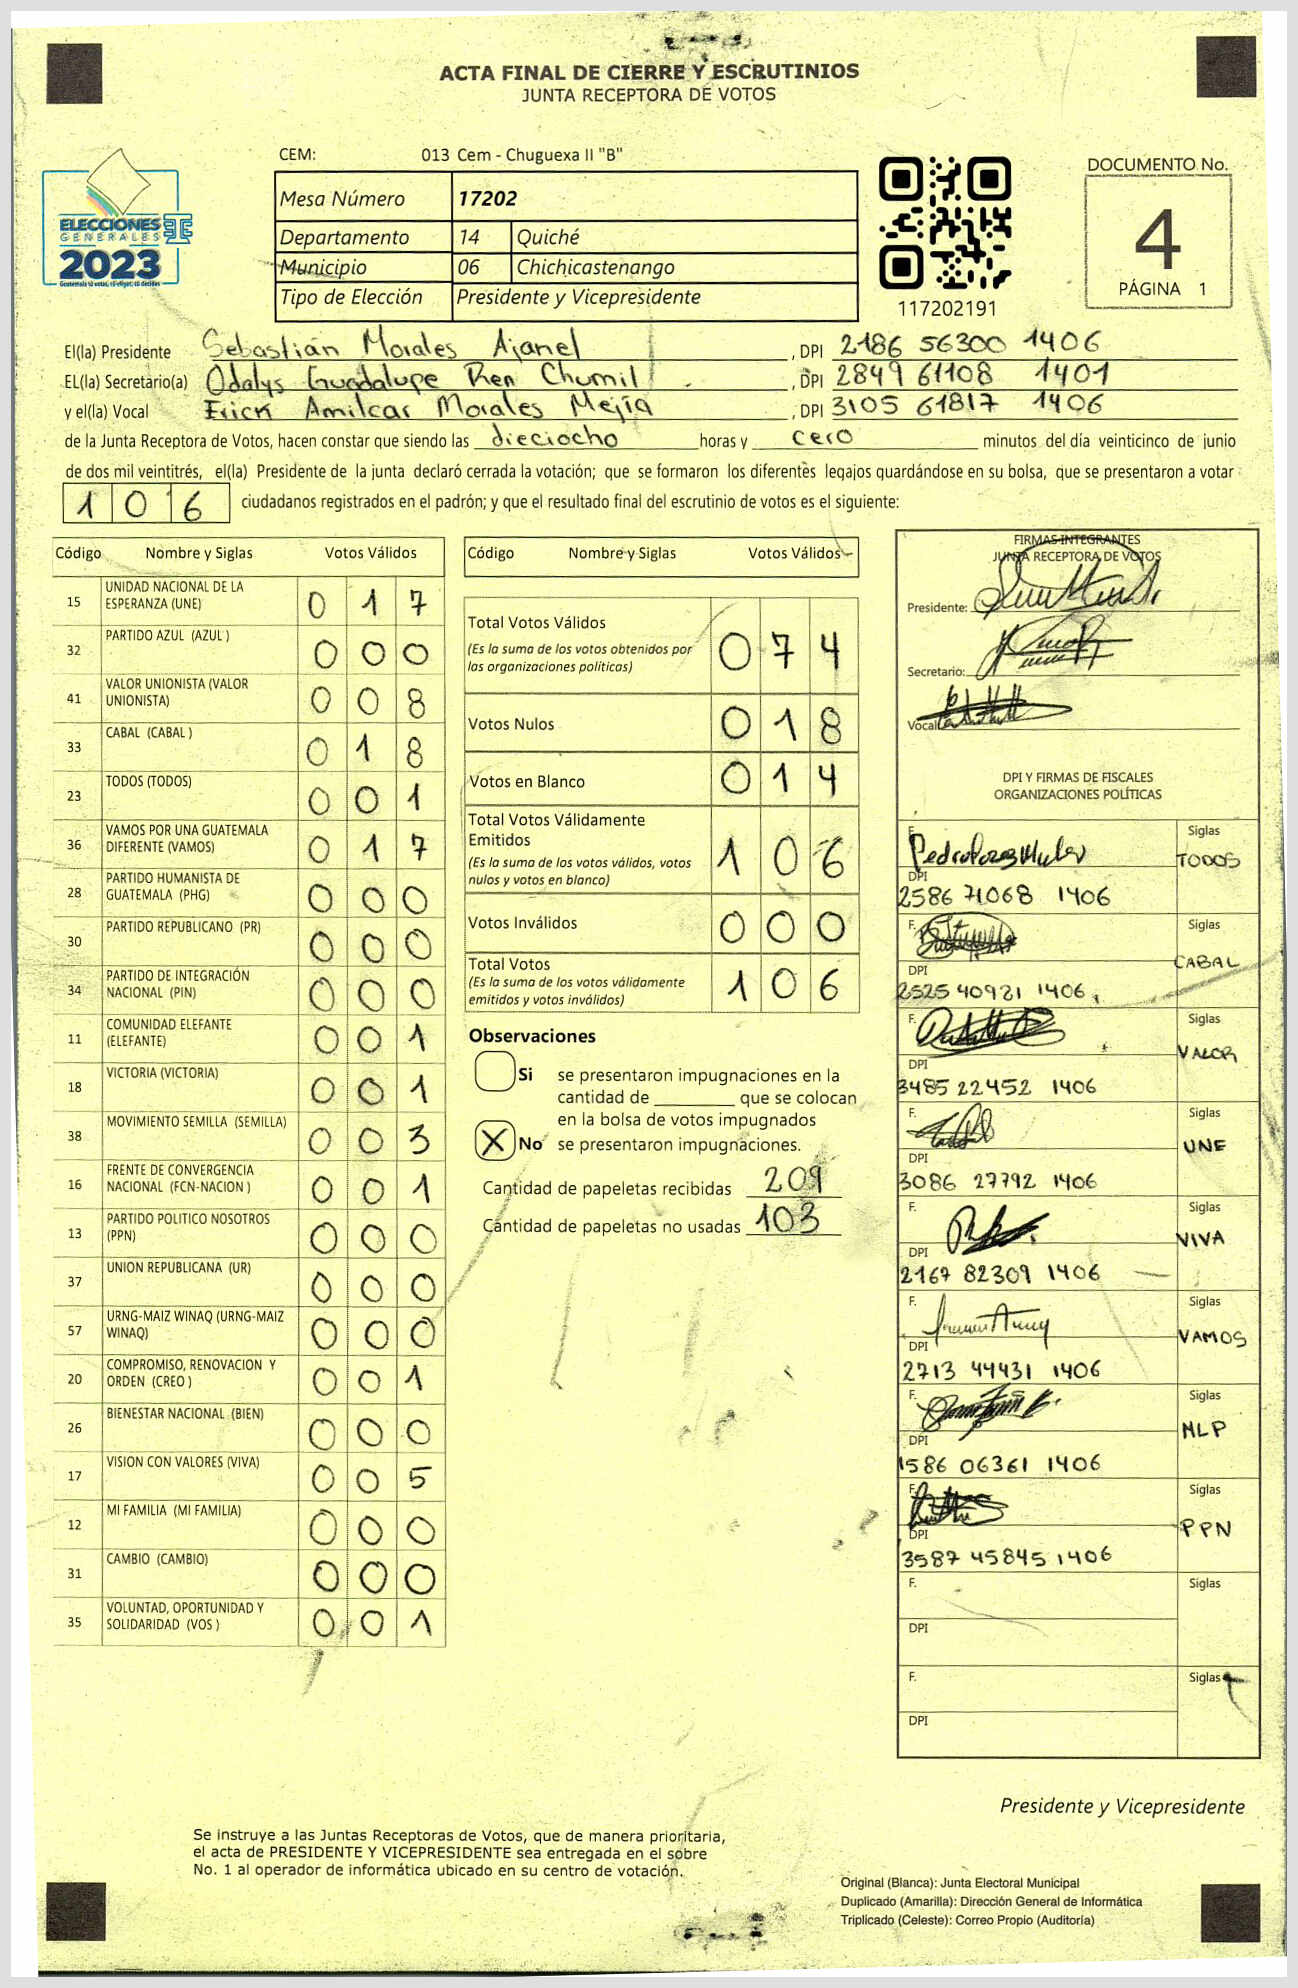 ACTA FINAL DE CIERRE Y ESCRUTINIOS
JUNTA RECEPTORA DE VOTOS
CEM: 013 Cem - Chuguexa II "B"
ELECCIONES
GENERALES
2023
Mesa Número 17202
Departamento 14 Quiché
Municipio 06 Chichicastenango
Tipo de Elección Presidente y Vicepresidente
117202191
DOCUMENTO No.
4
PÁGINA 1
El(la) Presidente Sebastián Morales Ajanel , DPI 2186 56300 1406
EL(la) Secretario(a) Odalys Guadalupe Ren Chumil , DPI 2849 61108 1401
y el(la) Vocal Erick Amilcar Morales Mejía , DPI 3105 61817 1406
de la Junta Receptora de Votos, hacen constar que siendo las dieciocho horas y cero minutos del día veinticinco de junio
de dos mil veintitrés, el(la) Presidente de la junta declaró cerrada la votación; que se formaron los diferentes legajos guardándose en su bolsa, que se presentaron a votar
106 ciudadanos registrados en el padrón; y que el resultado final del escrutinio de votos es el siguiente:
Código Nombre y Siglas Votos Válidos
15 UNIDAD NACIONAL DE LA ESPERANZA (UNE) 0 1 7
32 PARTIDO AZUL (AZUL ) 0 0 0
41 VALOR UNIONISTA (VALOR UNIONISTA) 0 0 8
33 CABAL (CABAL ) 0 1 8
23 TODOS (TODOS) 0 0 1
36 VAMOS POR UNA GUATEMALA DIFERENTE (VAMOS) 0 1 7
28 PARTIDO HUMANISTA DE GUATEMALA (PHG) 0 0 0
30 PARTIDO REPUBLICANO (PR) 0 0 0
34 PARTIDO DE INTEGRACIÓN NACIONAL (PIN) 0 0 0
11 COMUNIDAD ELEFANTE (ELEFANTE) 0 0 1
18 VICTORIA (VICTORIA) 0 0 1
38 MOVIMIENTO SEMILLA (SEMILLA) 0 0 3
16 FRENTE DE CONVERGENCIA NACIONAL (FCN-NACION ) 0 0 1
13 PARTIDO POLITICO NOSOTROS (PPN) 0 0 0
37 UNION REPUBLICANA (UR) 0 0 0
57 URNG-MAIZ WINAQ (URNG-MAIZ WINAQ) 0 0 0
20 COMPROMISO, RENOVACION Y ORDEN (CREO ) 0 0 1
26 BIENESTAR NACIONAL (BIEN) 0 0 0
17 VISION CON VALORES (VIVA) 0 0 5
12 MI FAMILIA (MI FAMILIA) 0 0 0
31 CAMBIO (CAMBIO) 0 0 0
35 VOLUNTAD, OPORTUNIDAD Y SOLIDARIDAD (VOS ) 0 0 1
Código Nombre y Siglas Votos Válidos
Total Votos Válidos 0 7 4
(Es la suma de los votos obtenidos por
las organizaciones políticas)
Votos Nulos 0 1 8
Votos en Blanco 0 1 4
Total Votos Válidamente
Emitidos 1 0 6
(Es la suma de los votos válidos, votos
nulos y votos en blanco)
Votos Inválidos 0 0 0
Total Votos 1 0 6
(Es la suma de los votos válidamente
emitidos y votos inválidos)
Observaciones
Si se presentaron impugnaciones en la
cantidad de ________ que se colocan
en la bolsa de votos impugnados
X No se presentaron impugnaciones.
Cantidad de papeletas recibidas 209
Cantidad de papeletas no usadas 103
FIRMAS INTEGRANTES
JUNTA RECEPTORA DE VOTOS
Presidente:
Secretario:
Vocal
DPI Y FIRMAS DE FISCALES
ORGANIZACIONES POLÍTICAS
F. Siglas
TODOS
DPI
2586 71068 1406
F. Siglas
CABAL
DPI
2525 40921 1406
F. Siglas
VALOR
DPI
3485 22452 1406
F. Siglas
UNE
DPI
3086 27792 1406
F. Siglas
VIVA
DPI
2167 82309 1406
F. Siglas
VAMOS
DPI
2713 44431 1406
F. Siglas
MLP
DPI
1586 06361 1406
F. Siglas
PPN
DPI
3587 45845 1406
F. Siglas
DPI
F. Siglas
DPI
Presidente y Vicepresidente
Se instruye a las Juntas Receptoras de Votos, que de manera prioritaria,
el acta de PRESIDENTE Y VICEPRESIDENTE sea entregada en el sobre
No. 1 al operador de informática ubicado en su centro de votación.
Original (Blanca): Junta Electoral Municipal
Duplicado (Amarilla): Dirección General de Informática
Triplicado (Celeste): Correo Propio (Auditoría)